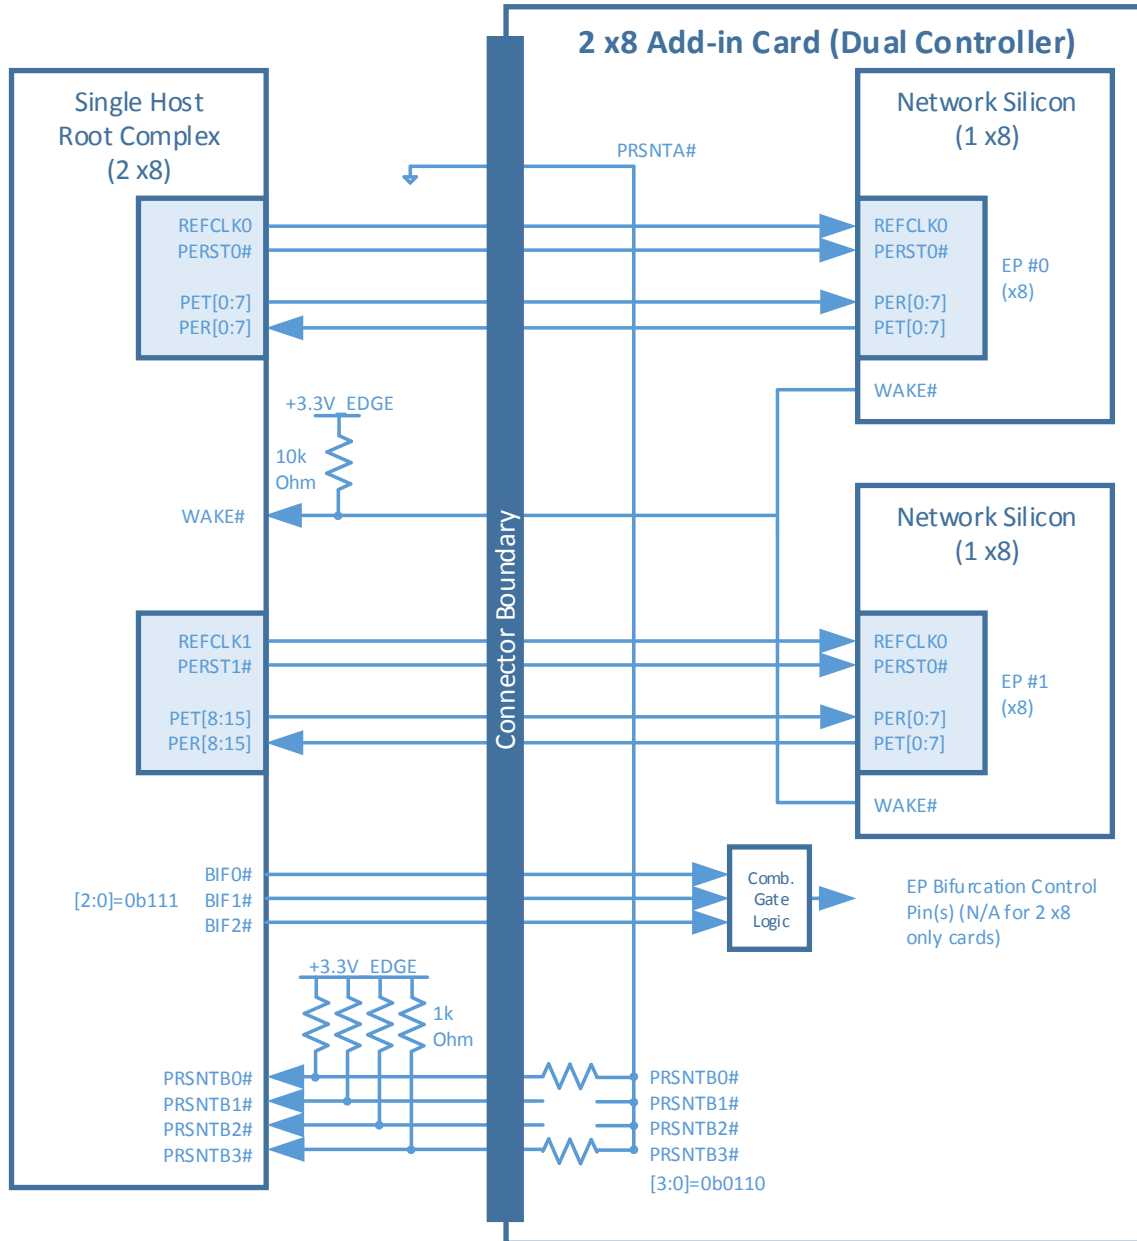 2 x8 Add-in Card (Dual Controller)
Single Host
Root Complex
(2 x8)
Network Silicon
(1 x8)
PRSNTA#
REFCLK0
PERST0#
PET[0:7]
PER[0:7]
REFCLK0
PERST0#
PER[0:7]
PET[0:7]
EP #0
(x8)
WAKE#
+3.3V_EDGE
10k
Ohm
WAKE#
Connector Boundary
Network Silicon
(1 x8)
REFCLK1
PERST1#
PET[8:15]
PER[8:15]
REFCLK0
PERST0#
PER[0:7]
PET[0:7]
EP #1
(x8)
WAKE#
BIF0#
[2:0]=0b111 BIF1#
BIF2#
Comb.
Gate
Logic
EP Bifurcation Control
Pin(s) (N/A for 2 x8
only cards)
+3.3V_EDGE
1k
Ohm
PRSNTB0#
PRSNTB1#
PRSNTB2#
PRSNTB3#
PRSNTB0#
PRSNTB1#
PRSNTB2#
PRSNTB3#
[3:0]=0b0110